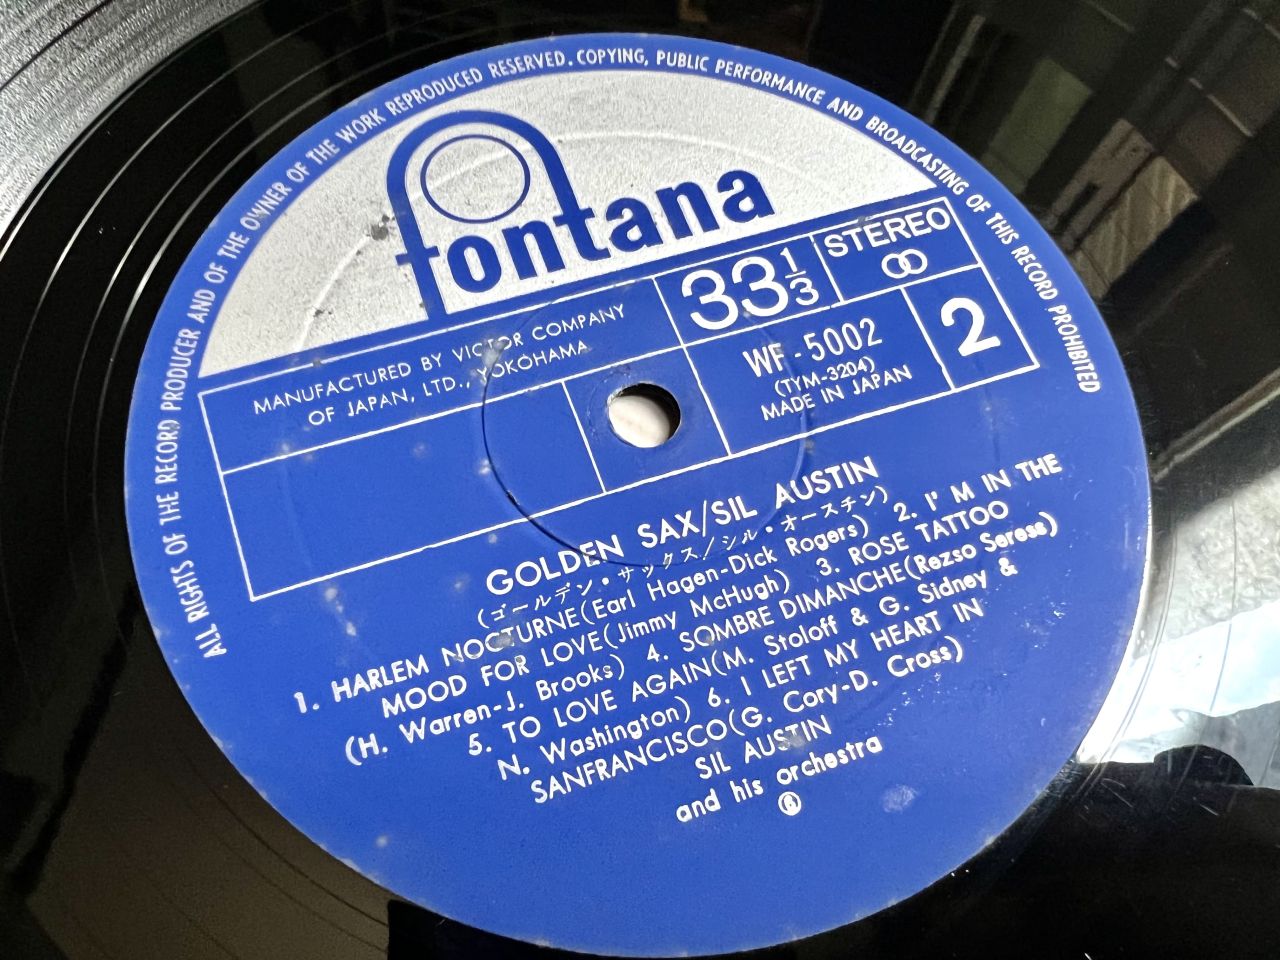 ALL RIGHTS OF THE RECORD PRODUCER AND OF THE OWNER OF THE WORK REPRODUCED RESERVED. COPYING, PUBLIC PERFORMANCE AND BROADCASTING OF THIS RECORD PROHIBITED
fontana
MANUFACTURED BY VICTOR COMPANY
OF JAPAN, LTD., YOKOHAMA
33 1/3
STEREO
WF-5002
(TYM-3204)
MADE IN JAPAN
2
GOLDEN SAX/SIL AUSTIN
(ゴールデン・サックス/シル・オースチン)
1. HARLEM NOCTURNE(Earl Hagen-Dick Rogers) 2. I'M IN THE
MOOD FOR LOVE(Jimmy McHugh) 3. ROSE TATTOO
(H. Warren-J. Brooks) 4. SOMBRE DIMANCHE(Rezso Seress)
5. TO LOVE AGAIN(M. Stoloff & G. Sidney &
N. Washington) 6. I LEFT MY HEART IN
SANFRANCISCO(G. Cory-D. Cross)
SIL AUSTIN
and his orchestra